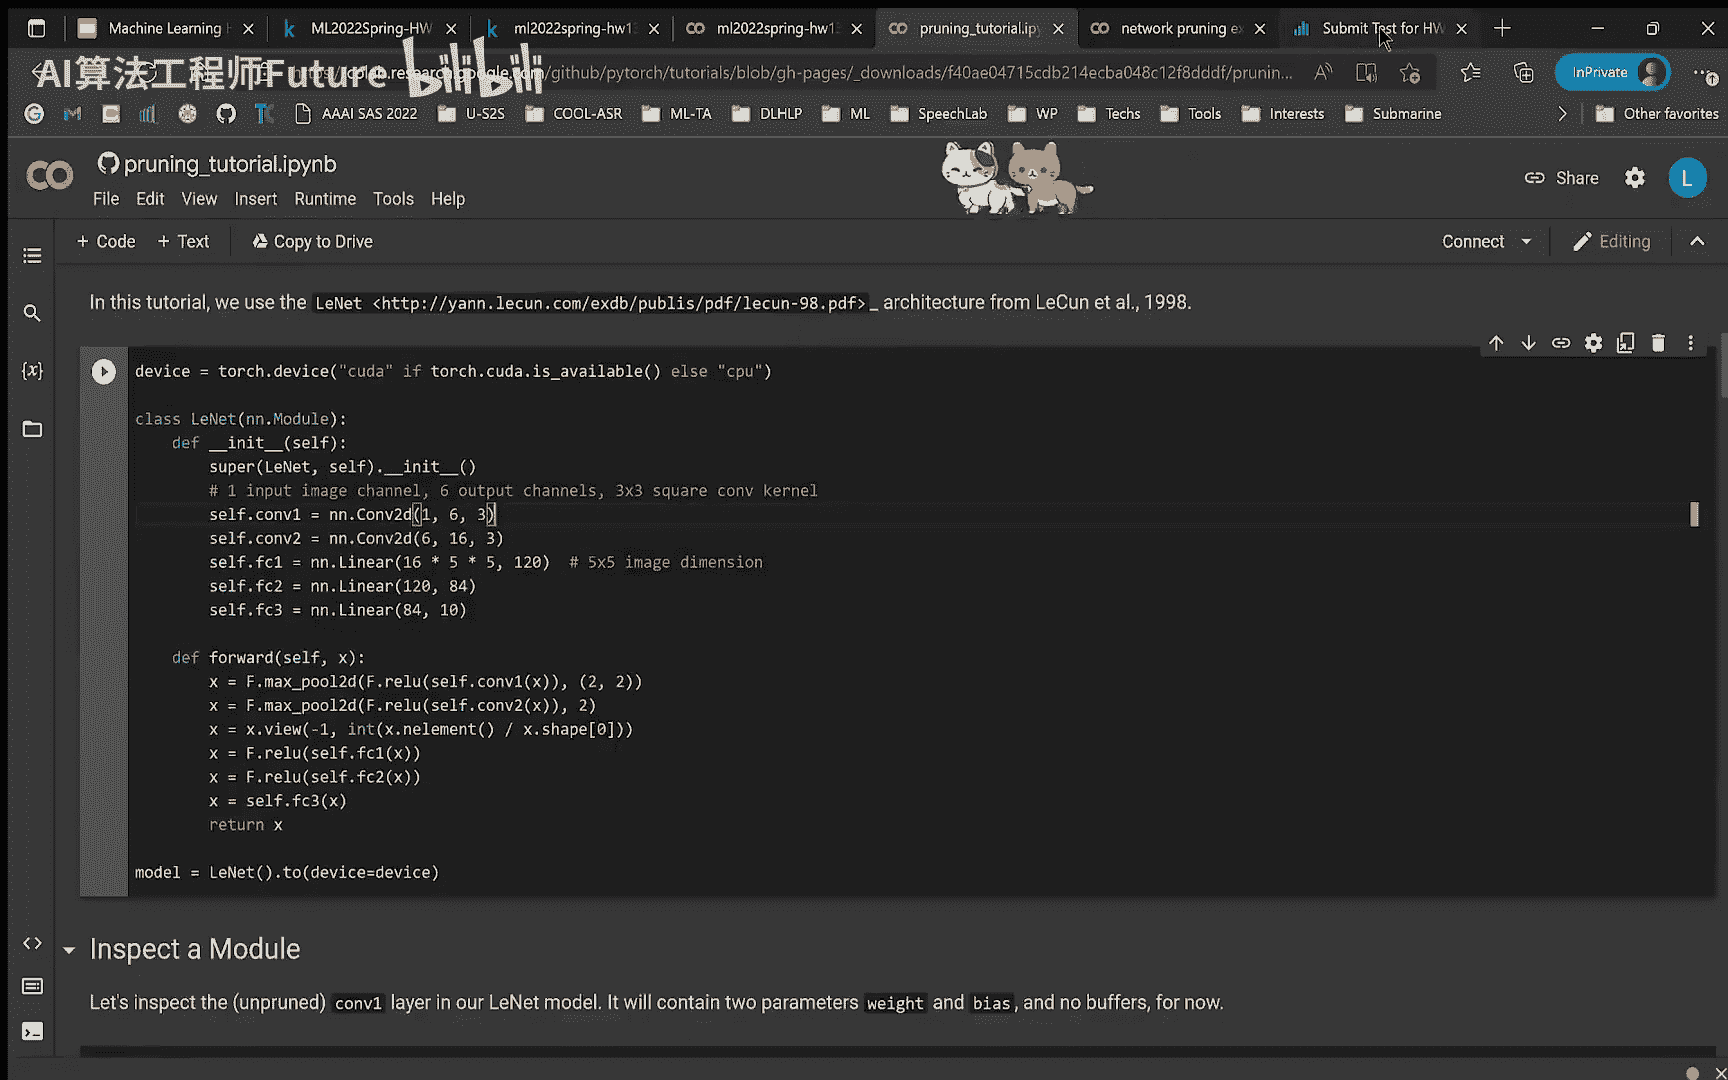 Machine Learning
ML2022Spring-HW
ml2022spring-hw1
ml2022spring-hw1
pruning_tutorial.ipy
network pruning ex
Submit Test for HW
AI算法工程师Future bilibili
colab.research.google.com/github/pytorch/tutorials/blob/gh-pages/_downloads/f40ae04715cdb214ecba048c12f8dddf/prunin...
InPrivate
AAAI SAS 2022
U-S2S
COOL-ASR
ML-TA
DLHLP
ML
SpeechLab
WP
Techs
Tools
Interests
Submarine
Other favorites
pruning_tutorial.ipynb
File Edit View Insert Runtime Tools Help
Share
L
+ Code + Text Copy to Drive
Connect
Editing
In this tutorial, we use the LeNet <http://yann.lecun.com/exdb/publis/pdf/lecun-98.pdf>_ architecture from LeCun et al., 1998.
device = torch.device("cuda" if torch.cuda.is_available() else "cpu")
class LeNet(nn.Module):
def __init__(self):
super(LeNet, self).__init__()
# 1 input image channel, 6 output channels, 3x3 square conv kernel
self.conv1 = nn.Conv2d(1, 6, 3)
self.conv2 = nn.Conv2d(6, 16, 3)
self.fc1 = nn.Linear(16 * 5 * 5, 120)  # 5x5 image dimension
self.fc2 = nn.Linear(120, 84)
self.fc3 = nn.Linear(84, 10)
def forward(self, x):
x = F.max_pool2d(F.relu(self.conv1(x)), (2, 2))
x = F.max_pool2d(F.relu(self.conv2(x)), 2)
x = x.view(-1, int(x.nelement() / x.shape[0]))
x = F.relu(self.fc1(x))
x = F.relu(self.fc2(x))
x = self.fc3(x)
return x
model = LeNet().to(device=device)
Inspect a Module
Let's inspect the (unpruned) conv1 layer in our LeNet model. It will contain two parameters weight and bias, and no buffers, for now.